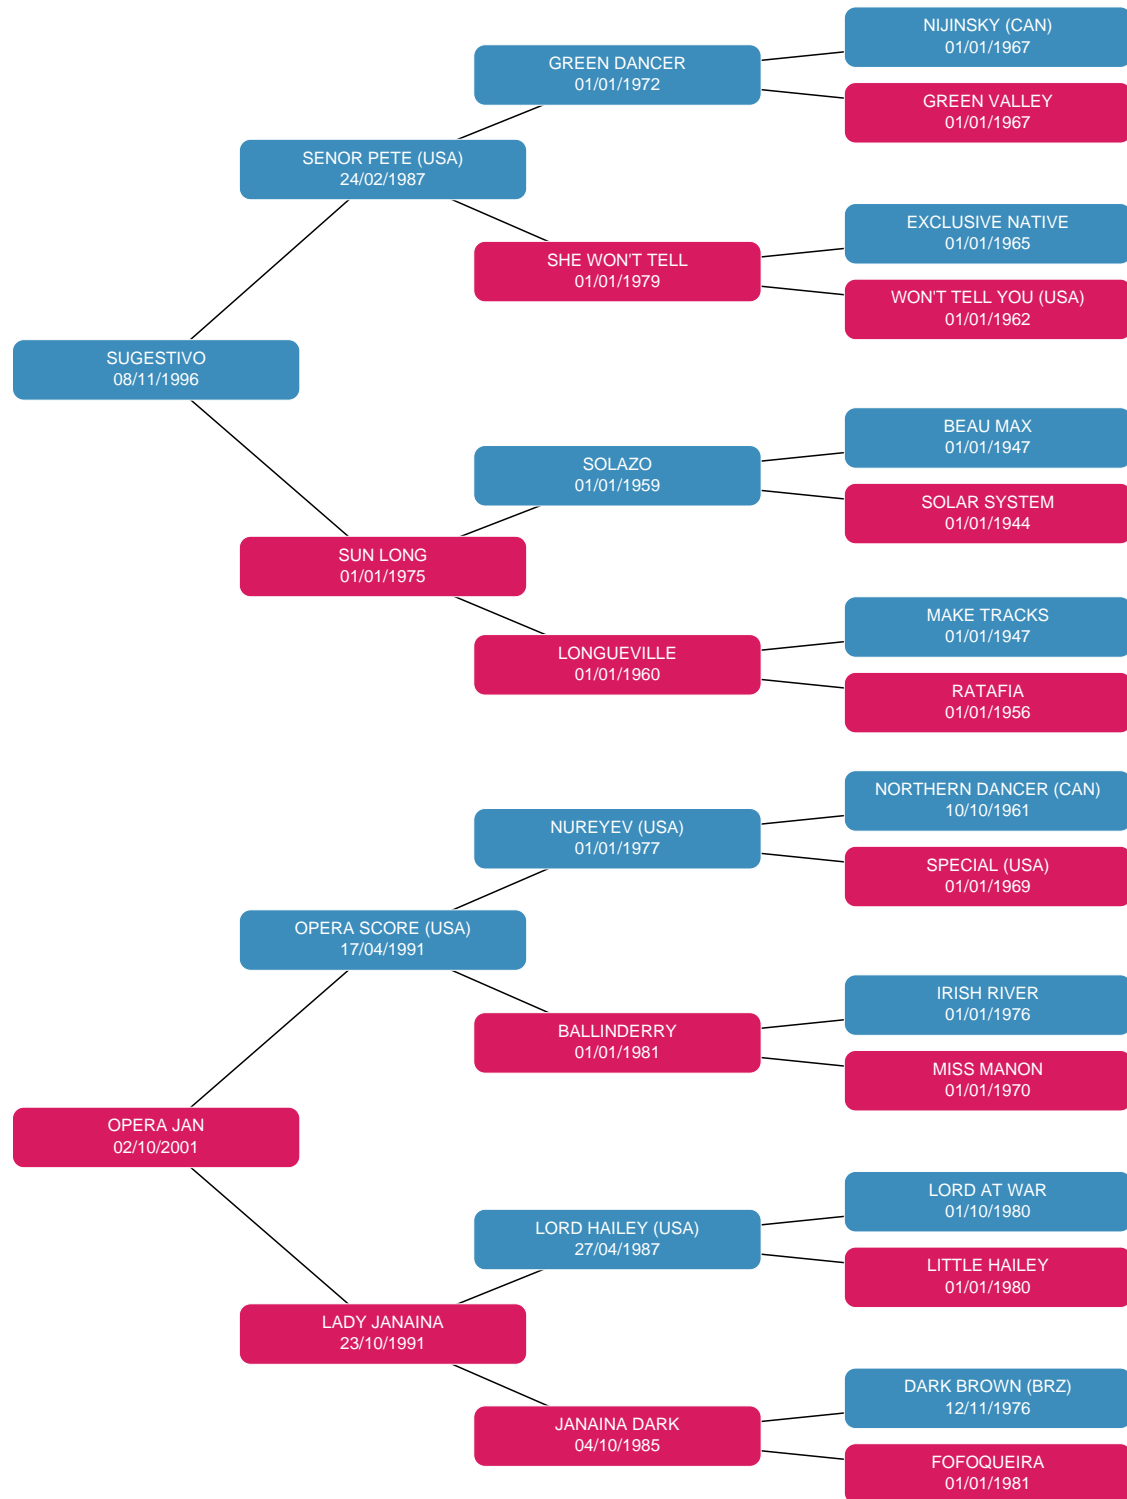 NIJINSKY (CAN)
01/01/1967
GREEN DANCER
01/01/1972
GREEN VALLEY
01/01/1967
SENOR PETE (USA)
24/02/1987
EXCLUSIVE NATIVE
01/01/1965
SHE WON'T TELL
01/01/1979
WON'T TELL YOU (USA)
01/01/1962
SUGESTIVO
08/11/1996
BEAU MAX
01/01/1947
SOLAZO
01/01/1959
SOLAR SYSTEM
01/01/1944
SUN LONG
01/01/1975
MAKE TRACKS
01/01/1947
LONGUEVILLE
01/01/1960
RATAFIA
01/01/1956
NORTHERN DANCER (CAN)
10/10/1961
NUREYEV (USA)
01/01/1977
SPECIAL (USA)
01/01/1969
OPERA SCORE (USA)
17/04/1991
IRISH RIVER
01/01/1976
BALLINDERRY
01/01/1981
MISS MANON
01/01/1970
OPERA JAN
02/10/2001
LORD AT WAR
01/10/1980
LORD HAILEY (USA)
27/04/1987
LITTLE HAILEY
01/01/1980
LADY JANAINA
23/10/1991
DARK BROWN (BRZ)
12/11/1976
JANAINA DARK
04/10/1985
FOFOQUEIRA
01/01/1981